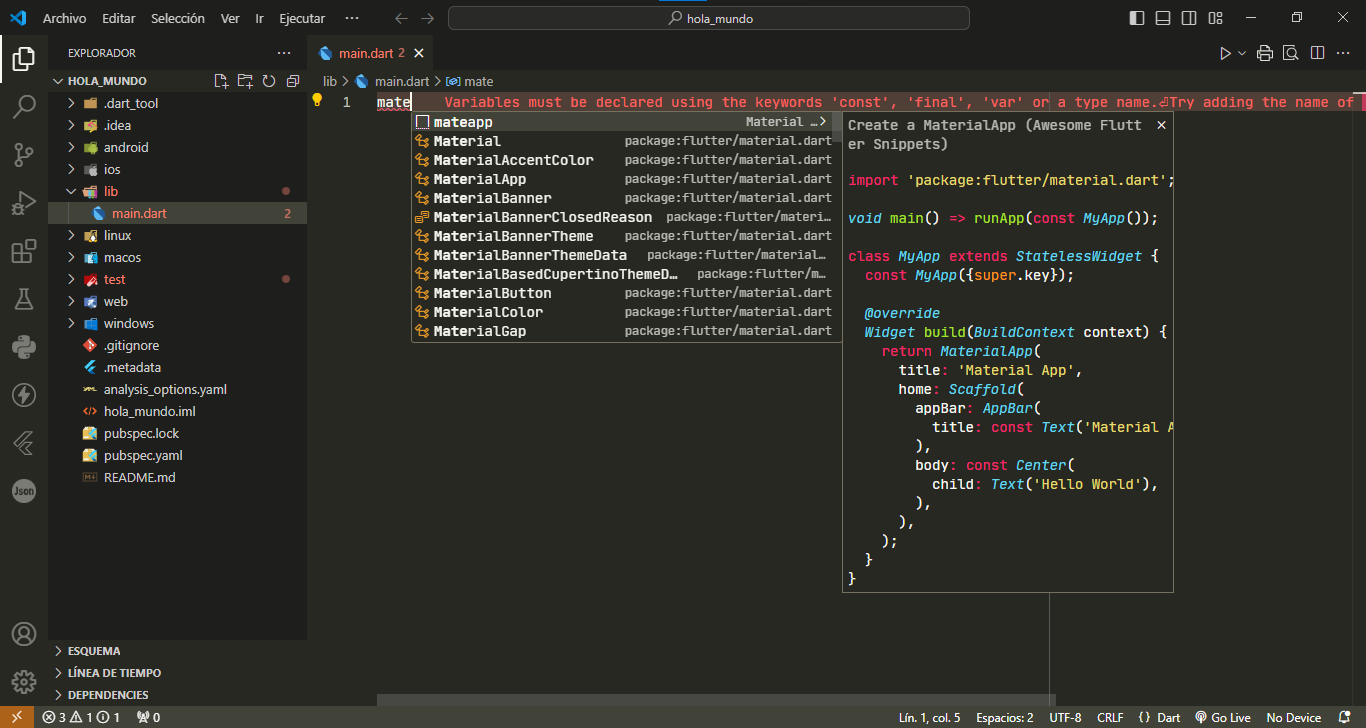 Archivo Editar Selección Ver Ir Ejecutar ··· hola_mundo
EXPLORADOR ···
HOLA_MUNDO
.dart_tool
.idea
android
ios
lib
main.dart 2
linux
macos
test
web
windows
.gitignore
.metadata
analysis_options.yaml
hola_mundo.iml
pubspec.lock
pubspec.yaml
README.md
ESQUEMA
LÍNEA DE TIEMPO
DEPENDENCIES
main.dart 2
lib > main.dart > mate
1 mate Variables must be declared using the keywords 'const', 'final', 'var' or a type name.⏎Try adding the name of
mateapp Material …>
Material package:flutter/material.dart
MaterialAccentColor package:flutter/material.dart
MaterialApp package:flutter/material.dart
MaterialBanner package:flutter/material.dart
MaterialBannerClosedReason package:flutter/materi…
MaterialBannerTheme package:flutter/material.dart
MaterialBannerThemeData package:flutter/material…
MaterialBasedCupertinoThemeD… package:flutter/m…
MaterialButton package:flutter/material.dart
MaterialColor package:flutter/material.dart
MaterialGap package:flutter/material.dart
Create a MaterialApp (Awesome Flutt
er Snippets)
import 'package:flutter/material.dart';
void main() => runApp(const MyApp());
class MyApp extends StatelessWidget {
const MyApp({super.key});
@override
Widget build(BuildContext context) {
return MaterialApp(
title: 'Material App',
home: Scaffold(
appBar: AppBar(
title: const Text('Material A
),
body: const Center(
child: Text('Hello World'),
),
),
);
}
}
Json
3 1 1 0 Lín. 1, col. 5 Espacios: 2 UTF-8 CRLF {} Dart Go Live No Device